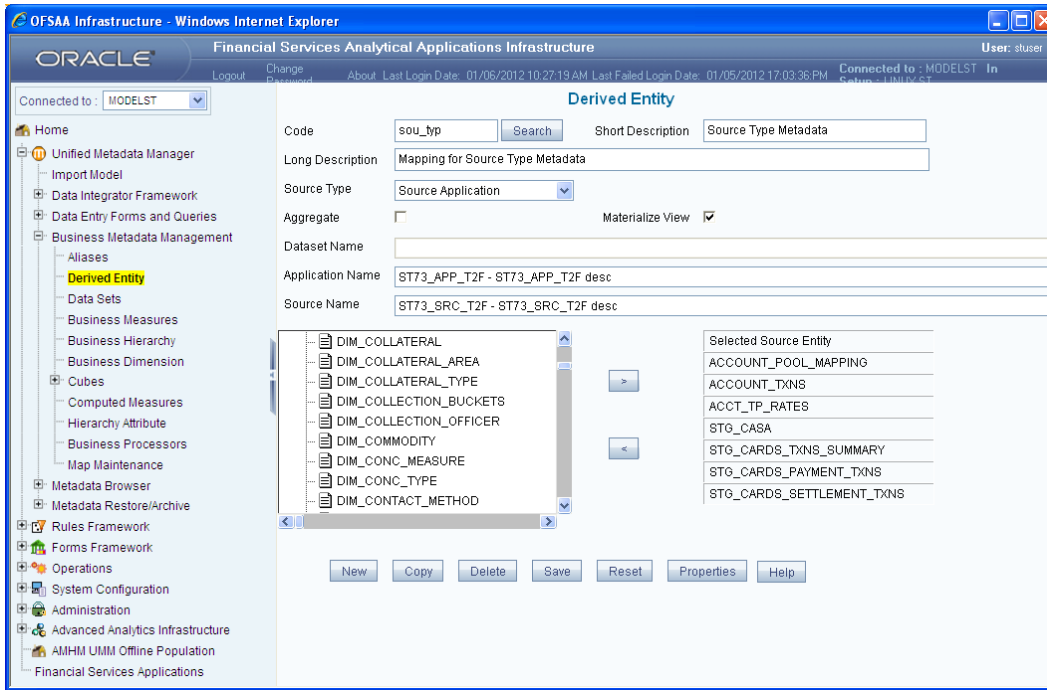 OFSAA Infrastructure - Windows Internet Explorer
ORACLE
Financial Services Analytical Applications Infrastructure
User: stuser
Logout Change Password About Last Login Date: 01/06/2012 10:27:19 AM Last Failed Login Date: 01/05/2012 17:03:36 PM Connected to : MODELST In
Connected to : MODELST
Home
Unified Metadata Manager
Import Model
Data Integrator Framework
Data Entry Forms and Queries
Business Metadata Management
Aliases
Derived Entity
Data Sets
Business Measures
Business Hierarchy
Business Dimension
Cubes
Computed Measures
Hierarchy Attribute
Business Processors
Map Maintenance
Metadata Browser
Metadata Restore/Archive
Rules Framework
Forms Framework
Operations
System Configuration
Administration
Advanced Analytics Infrastructure
AMHM UMM Offline Population
Financial Services Applications
Derived Entity
Code sou_typ Search Short Description Source Type Metadata
Long Description Mapping for Source Type Metadata
Source Type Source Application
Aggregate Materialize View
Dataset Name
Application Name ST73_APP_T2F - ST73_APP_T2F desc
Source Name ST73_SRC_T2F - ST73_SRC_T2F desc
DIM_COLLATERAL
DIM_COLLATERAL_AREA
DIM_COLLATERAL_TYPE
DIM_COLLECTION_BUCKETS
DIM_COLLECTION_OFFICER
DIM_COMMODITY
DIM_CONC_MEASURE
DIM_CONC_TYPE
DIM_CONTACT_METHOD
>
<
Selected Source Entity
ACCOUNT_POOL_MAPPING
ACCOUNT_TXNS
ACCT_TP_RATES
STG_CASA
STG_CARDS_TXNS_SUMMARY
STG_CARDS_PAYMENT_TXNS
STG_CARDS_SETTLEMENT_TXNS
New Copy Delete Save Reset Properties Help